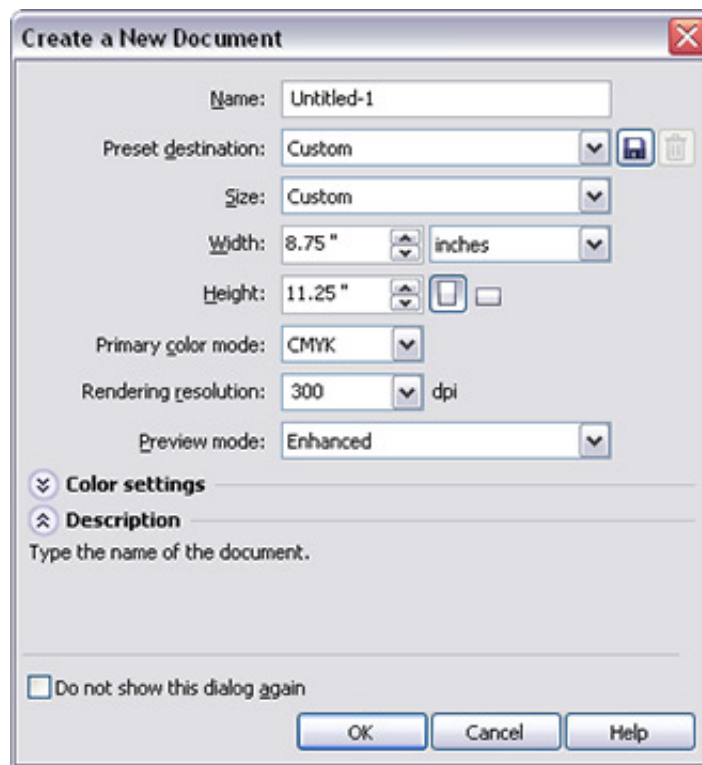 Create a New Document
Name: Untitled-1
Preset destination: Custom
Size: Custom
Width: 8.75 " inches
Height: 11.25 "
Primary color mode: CMYK
Rendering resolution: 300 dpi
Preview mode: Enhanced
Color settings
Description
Type the name of the document.
Do not show this dialog again
OK Cancel Help